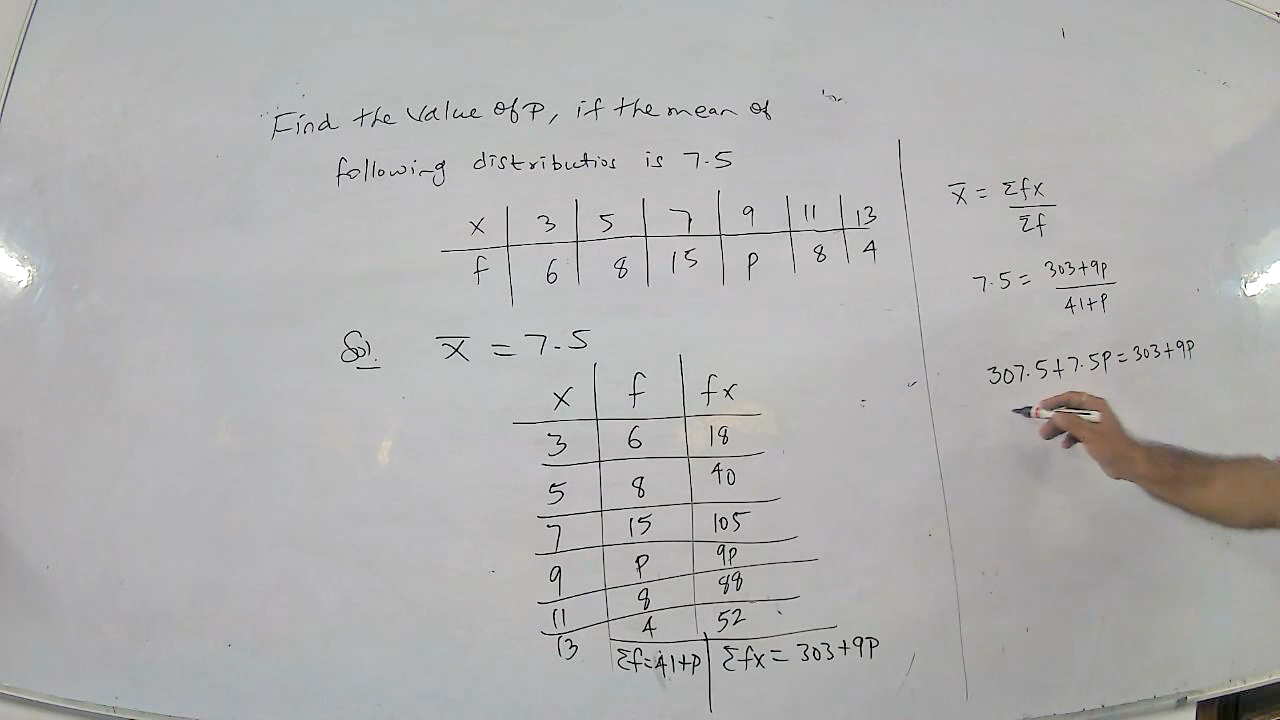 Find the value of P, if the mean of
following distributios is 7.5
x 3 5 7 9 11 13
f 6 8 15 P 8 4
Sol. x̄ = 7.5
x f fx
3 6 18
5 8 40
7 15 105
9 P 9P
11 8 88
13 4 52
Σf=41+P Σfx = 303+9P
x̄ = Σfx / Σf
7.5 = 303+9P / 41+P
307.5+7.5P = 303+9P